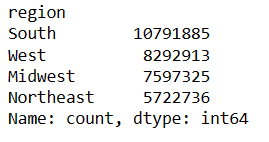 region
South 10791885
West 8292913
Midwest 7597325
Northeast 5722736
Name: count, dtype: int64